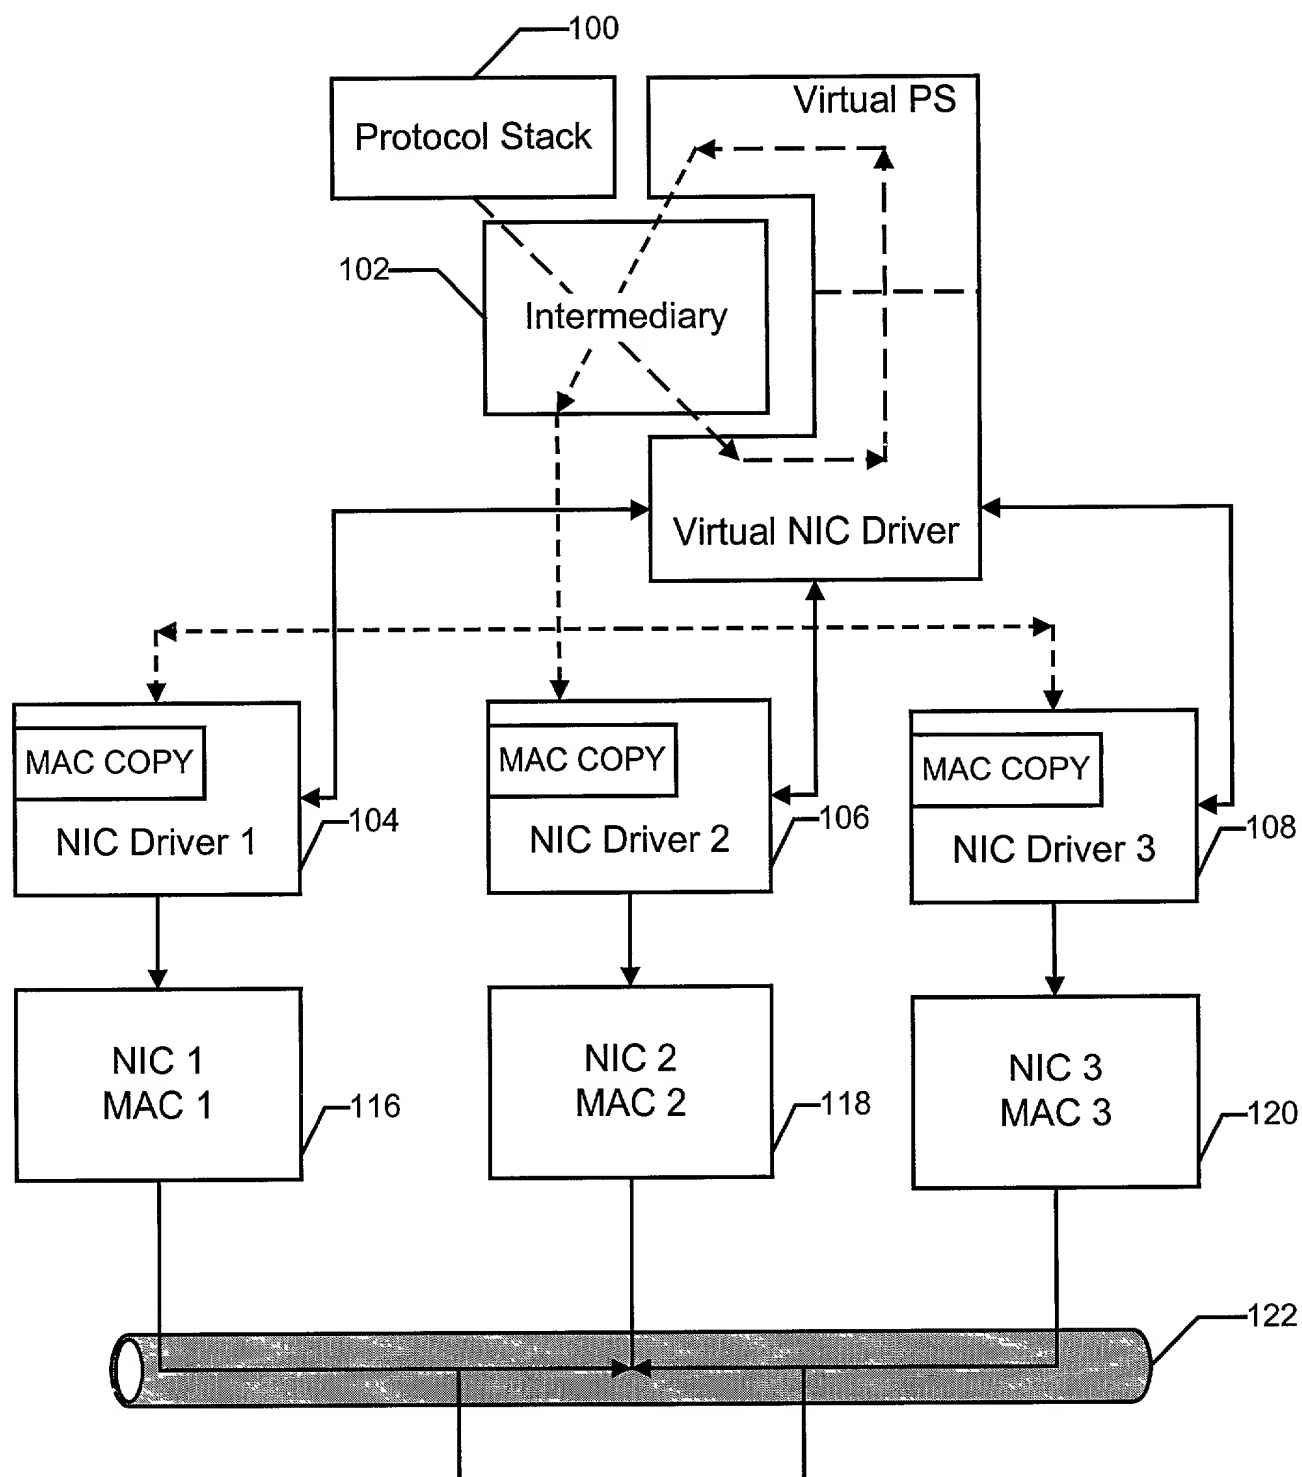 100
Virtual PS
Protocol Stack
102
Intermediary
Virtual NIC Driver
MAC COPY
NIC Driver 1
104
MAC COPY
NIC Driver 2
106
MAC COPY
NIC Driver 3
108
NIC 1
MAC 1
116
NIC 2
MAC 2
118
NIC 3
MAC 3
120
122